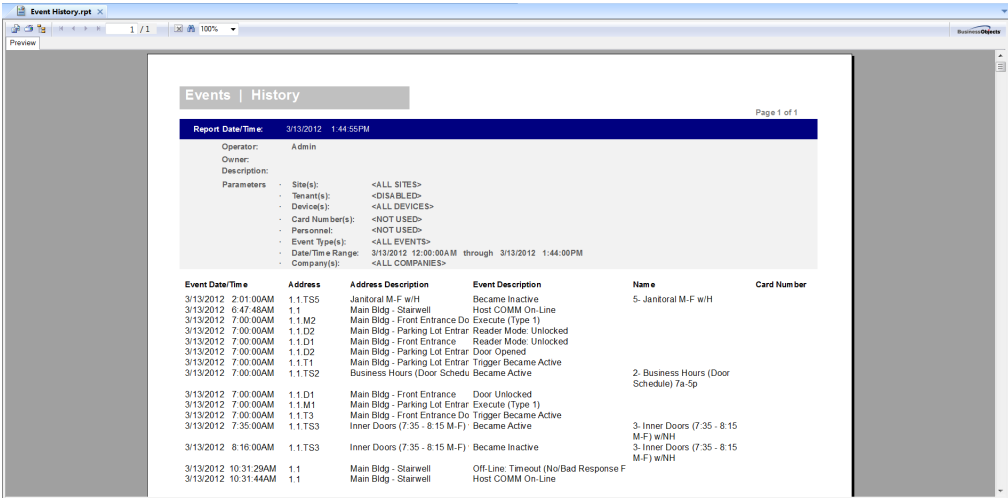 Event History.rpt
1 / 1
100%
BusinessObjects
Preview
Events | History
Page 1 of 1
Report Date/Time: 3/13/2012 1:44:55PM
Operator: Admin
Owner:
Description:
Parameters · Site(s): <ALL SITES>
· Tenant(s): <DISABLED>
· Device(s): <ALL DEVICES>
· Card Number(s): <NOT USED>
· Personnel: <NOT USED>
· Event Type(s): <ALL EVENTS>
· Date/Time Range: 3/13/2012 12:00:00AM through 3/13/2012 1:44:00PM
· Company(s): <ALL COMPANIES>
Event Date/Time Address Address Description Event Description Name Card Number
3/13/2012 2:01:00AM 1.1.TS5 Janitoral M-F w/H Became Inactive 5- Janitoral M-F w/H
3/13/2012 6:47:48AM 1.1 Main Bldg - Stairwell Host COMM On-Line
3/13/2012 7:00:00AM 1.1.M2 Main Bldg - Front Entrance Do Execute (Type 1)
3/13/2012 7:00:00AM 1.1.D2 Main Bldg - Parking Lot Entrar Reader Mode: Unlocked
3/13/2012 7:00:00AM 1.1.D1 Main Bldg - Front Entrance Reader Mode: Unlocked
3/13/2012 7:00:00AM 1.1.D2 Main Bldg - Parking Lot Entrar Door Opened
3/13/2012 7:00:00AM 1.1.T1 Main Bldg - Parking Lot Entrar Trigger Became Active
3/13/2012 7:00:00AM 1.1.TS2 Business Hours (Door Schedu Became Active 2- Business Hours (Door
Schedule) 7a-5p
3/13/2012 7:00:00AM 1.1.D1 Main Bldg - Front Entrance Door Unlocked
3/13/2012 7:00:00AM 1.1.M1 Main Bldg - Parking Lot Entrar Execute (Type 1)
3/13/2012 7:00:00AM 1.1.T3 Main Bldg - Front Entrance Do Trigger Became Active
3/13/2012 7:35:00AM 1.1.TS3 Inner Doors (7:35 - 8:15 M-F) Became Active 3- Inner Doors (7:35 - 8:15
M-F) w/NH
3/13/2012 8:16:00AM 1.1.TS3 Inner Doors (7:35 - 8:15 M-F) Became Inactive 3- Inner Doors (7:35 - 8:15
M-F) w/NH
3/13/2012 10:31:29AM 1.1 Main Bldg - Stairwell Off-Line: Timeout (No/Bad Response F
3/13/2012 10:31:44AM 1.1 Main Bldg - Stairwell Host COMM On-Line